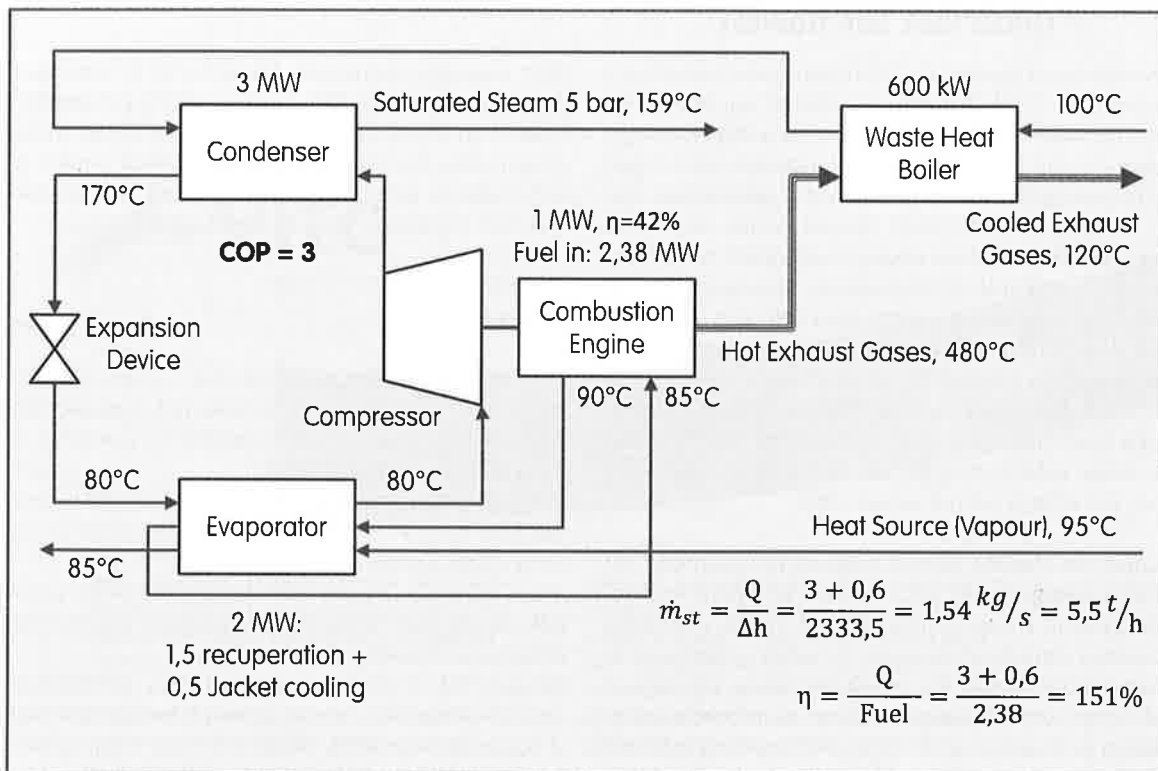 3 MW
Condenser
Saturated Steam 5 bar, 159°C
600 kW
Waste Heat
Boiler
100°C
170°C
COP = 3
1 MW, η=42%
Fuel in: 2,38 MW
Cooled Exhaust
Gases, 120°C
Expansion
Device
Combustion
Engine
Hot Exhaust Gases, 480°C
Compressor
90°C
85°C
80°C
80°C
Evaporator
Heat Source (Vapour), 95°C
85°C
2 MW:
1,5 recuperation +
0,5 Jacket cooling
ṁst = Q/Δh = (3 + 0,6)/2333,5 = 1,54 kg/s = 5,5 t/h
η = Q/Fuel = (3 + 0,6)/2,38 = 151%